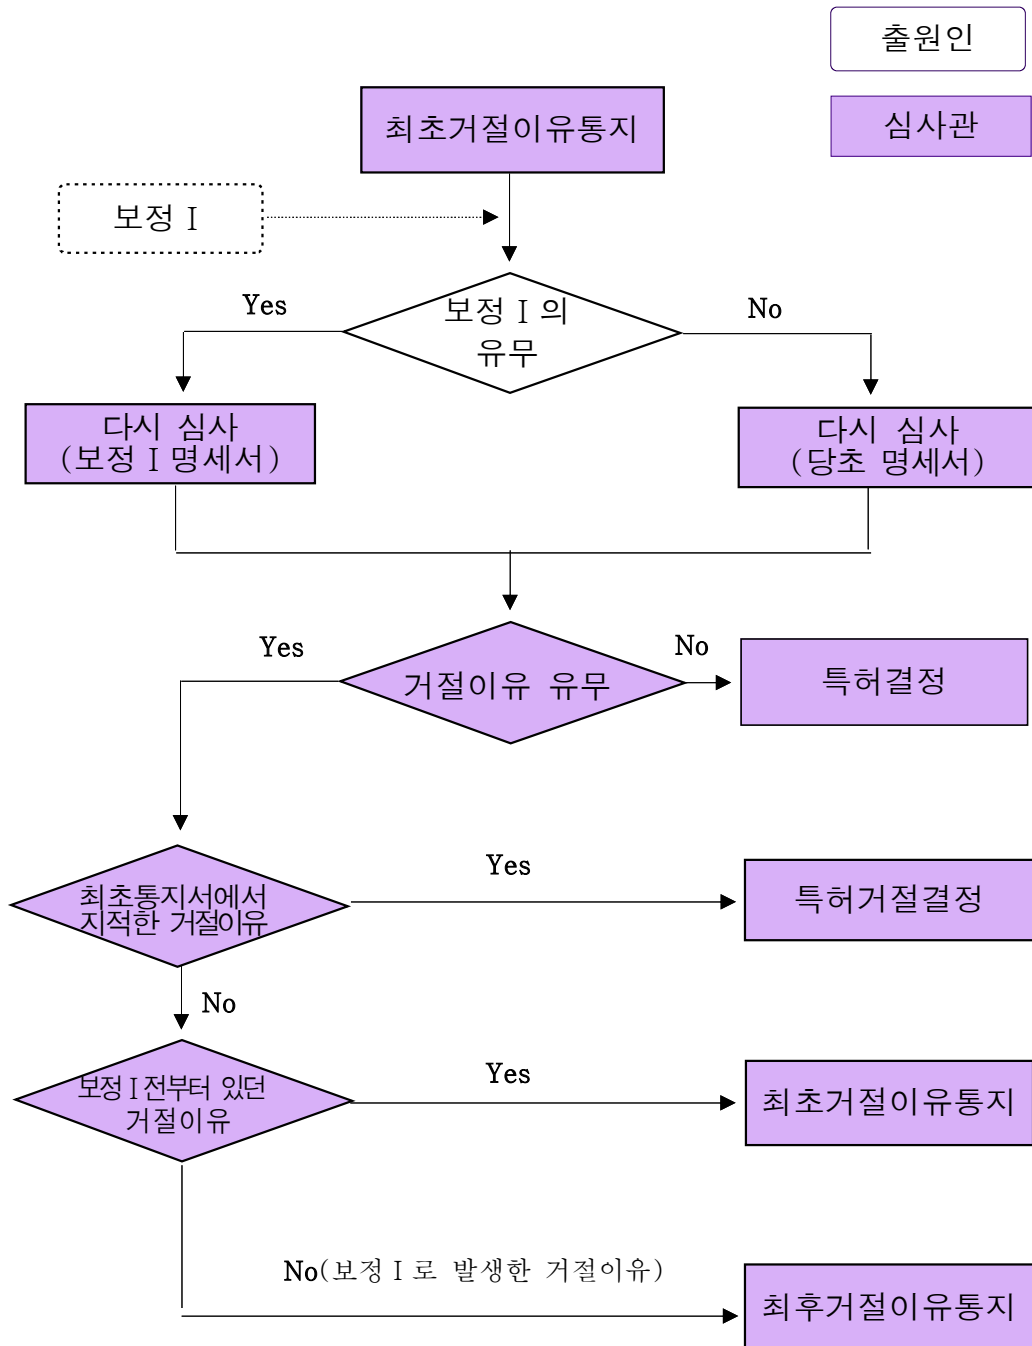 출원인
심사관
최초거절이유통지
보정Ⅰ
보정Ⅰ의
유무
Yes
No
다시 심사
(보정Ⅰ명세서)
다시 심사
(당초 명세서)
거절이유 유무
Yes
No
특허결정
최초통지서에서
지적한 거절이유
Yes
특허거절결정
No
보정Ⅰ전부터 있던
거절이유
Yes
최초거절이유통지
No(보정Ⅰ로 발생한 거절이유)
최후거절이유통지